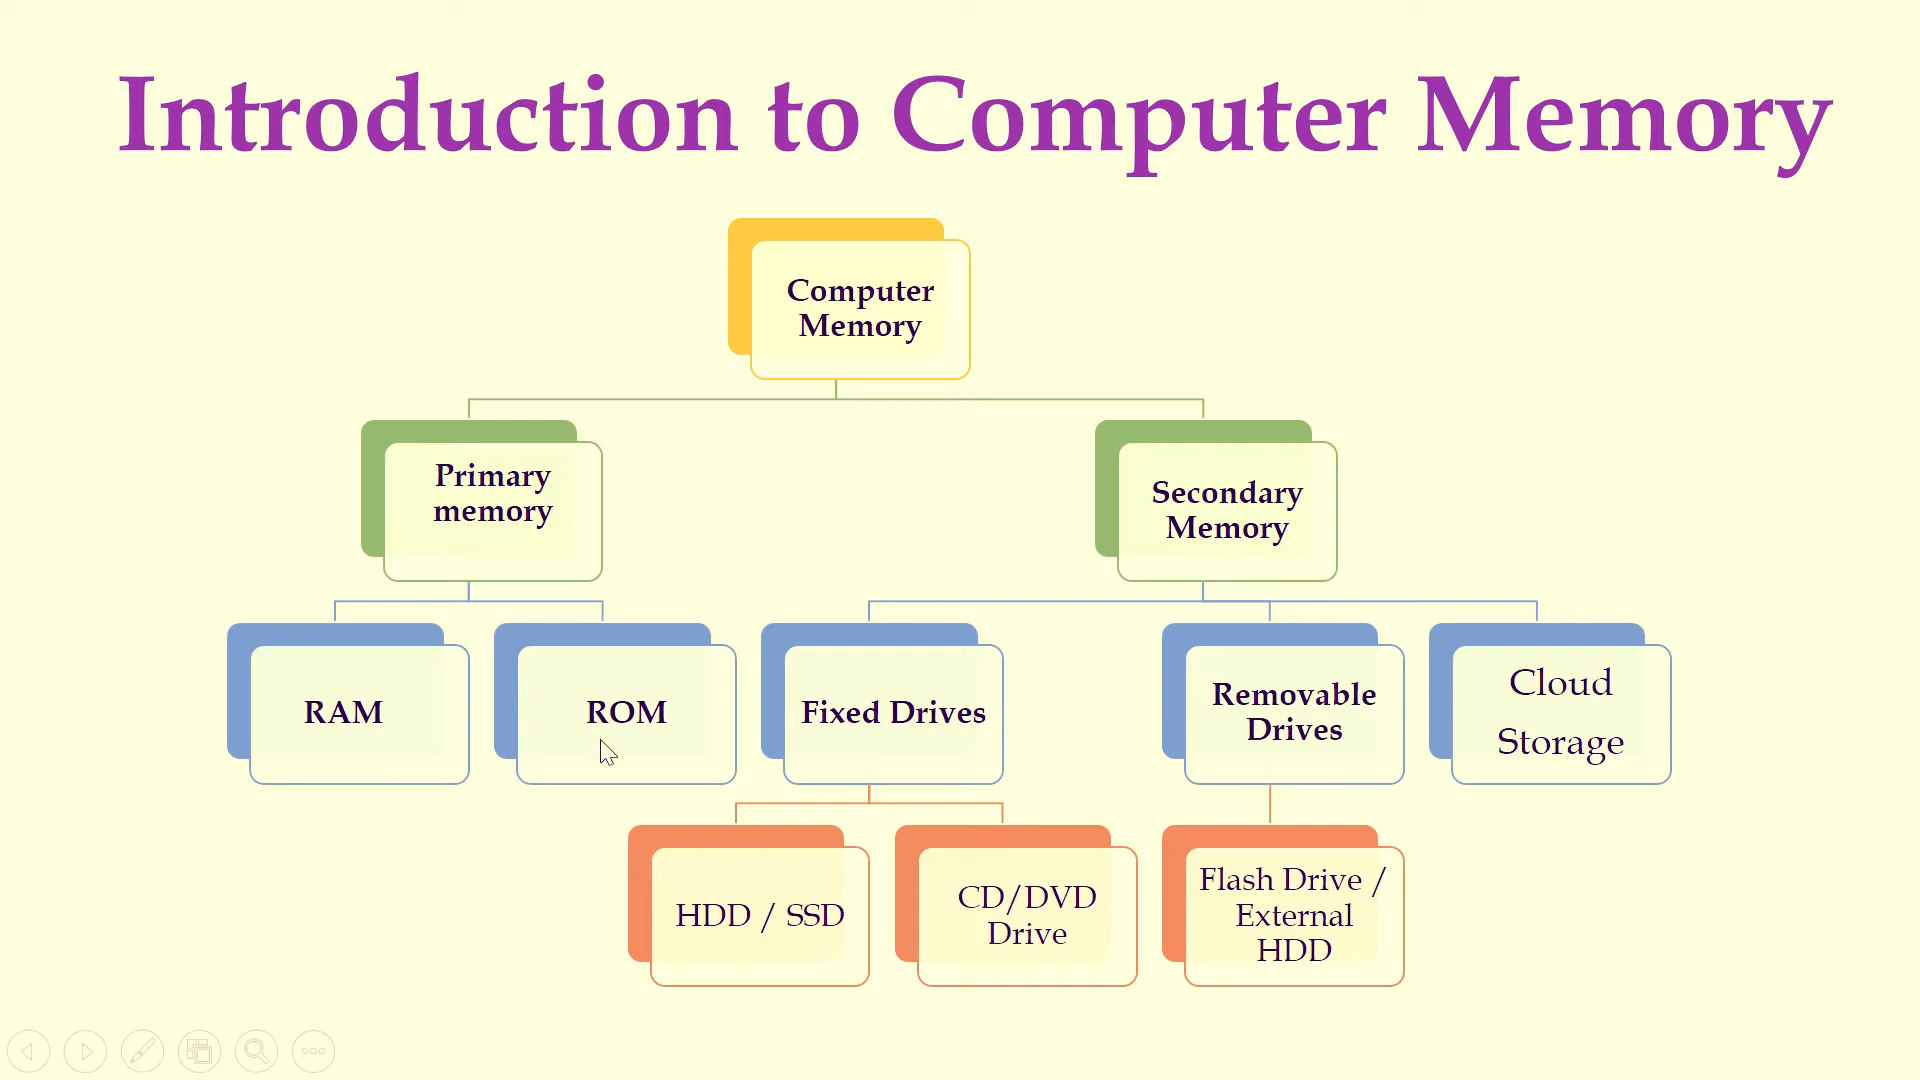 Introduction to Computer Memory
Computer
Memory
Primary
memory
Secondary
Memory
RAM
ROM
Fixed Drives
Removable
Drives
Cloud
Storage
HDD / SSD
CD/DVD
Drive
Flash Drive /
External
HDD